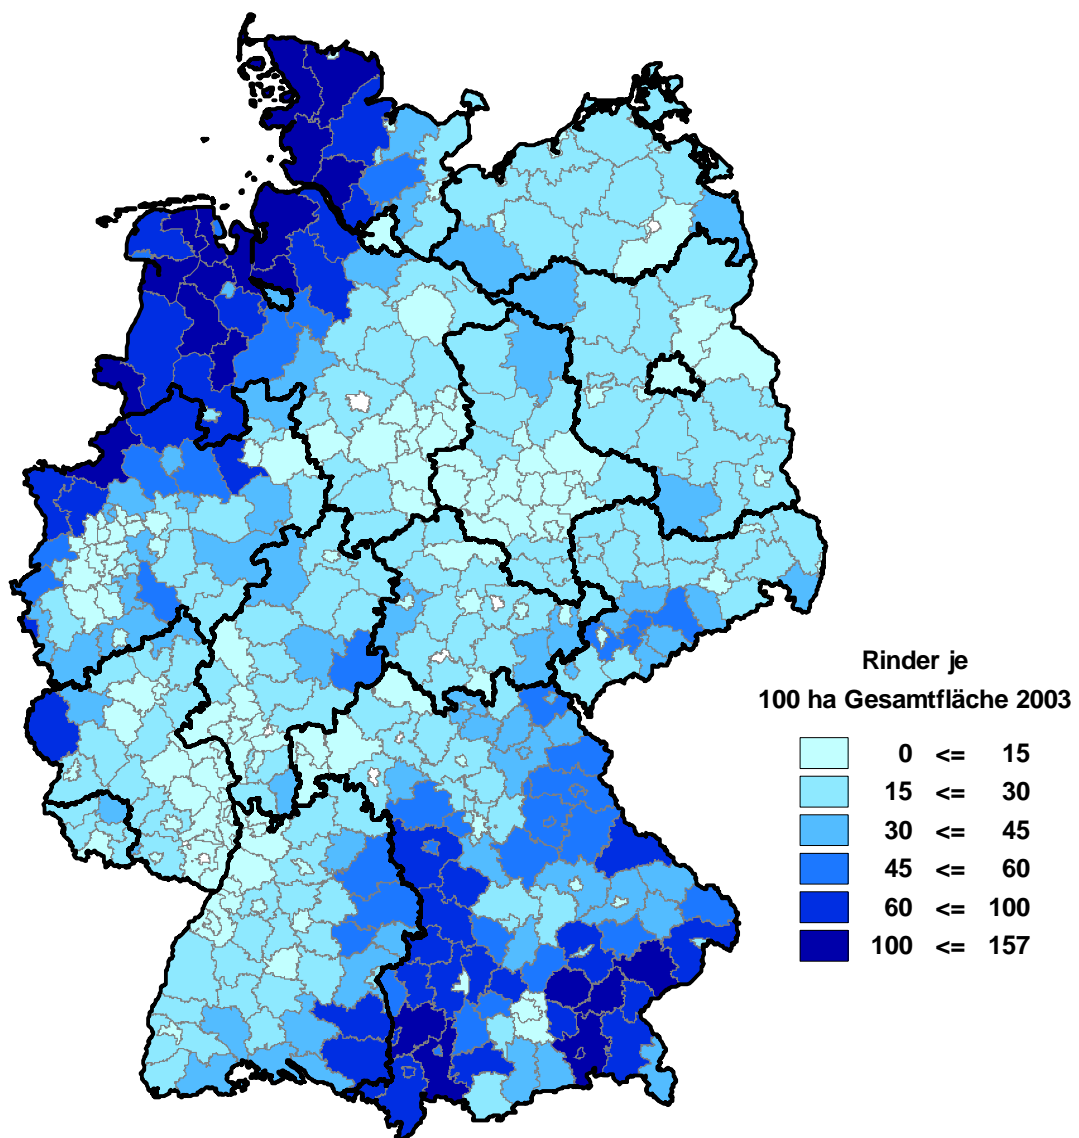 Rinder je
100 ha Gesamtfläche 2003
0 <= 15
15 <= 30
30 <= 45
45 <= 60
60 <= 100
100 <= 157